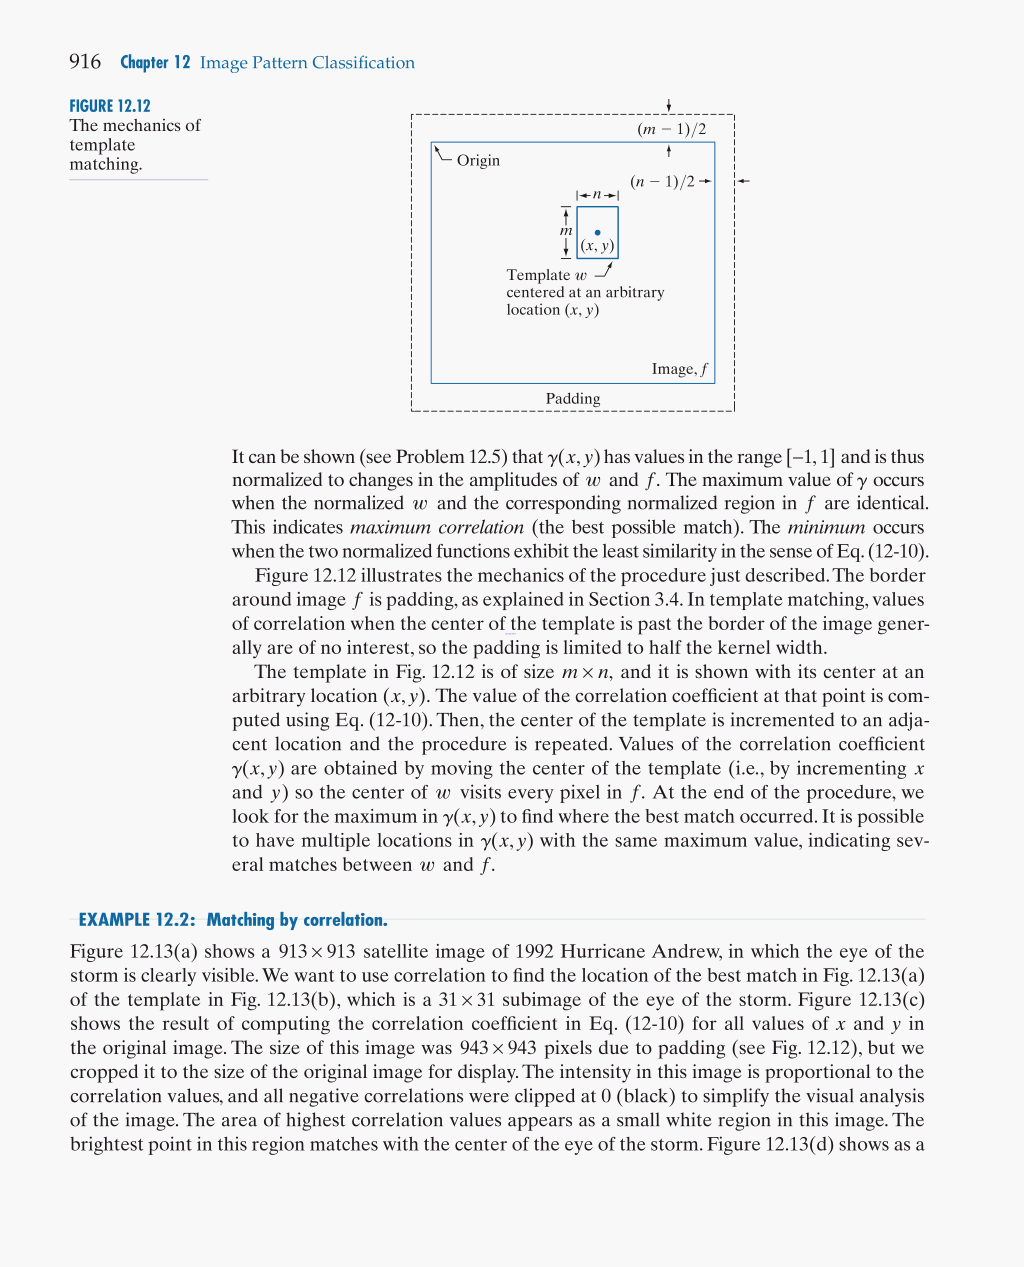 916 Chapter 12 Image Pattern Classification
FIGURE 12.12
The mechanics of
template
matching.
(m − 1)/2
Origin
(n − 1)/2
n
m
(x, y)
Template w
centered at an arbitrary
location (x, y)
Image, f
Padding
It can be shown (see Problem 12.5) that γ(x, y) has values in the range [−1, 1] and is thus
normalized to changes in the amplitudes of w and f. The maximum value of γ occurs
when the normalized w and the corresponding normalized region in f are identical.
This indicates maximum correlation (the best possible match). The minimum occurs
when the two normalized functions exhibit the least similarity in the sense of Eq. (12-10).
Figure 12.12 illustrates the mechanics of the procedure just described. The border
around image f is padding, as explained in Section 3.4. In template matching, values
of correlation when the center of the template is past the border of the image gener-
ally are of no interest, so the padding is limited to half the kernel width.
The template in Fig. 12.12 is of size m × n, and it is shown with its center at an
arbitrary location (x, y). The value of the correlation coefficient at that point is com-
puted using Eq. (12-10). Then, the center of the template is incremented to an adja-
cent location and the procedure is repeated. Values of the correlation coefficient
γ(x, y) are obtained by moving the center of the template (i.e., by incrementing x
and y) so the center of w visits every pixel in f. At the end of the procedure, we
look for the maximum in γ(x, y) to find where the best match occurred. It is possible
to have multiple locations in γ(x, y) with the same maximum value, indicating sev-
eral matches between w and f.
EXAMPLE 12.2: Matching by correlation.
Figure 12.13(a) shows a 913 × 913 satellite image of 1992 Hurricane Andrew, in which the eye of the
storm is clearly visible. We want to use correlation to find the location of the best match in Fig. 12.13(a)
of the template in Fig. 12.13(b), which is a 31 × 31 subimage of the eye of the storm. Figure 12.13(c)
shows the result of computing the correlation coefficient in Eq. (12-10) for all values of x and y in
the original image. The size of this image was 943 × 943 pixels due to padding (see Fig. 12.12), but we
cropped it to the size of the original image for display. The intensity in this image is proportional to the
correlation values, and all negative correlations were clipped at 0 (black) to simplify the visual analysis
of the image. The area of highest correlation values appears as a small white region in this image. The
brightest point in this region matches with the center of the eye of the storm. Figure 12.13(d) shows as a